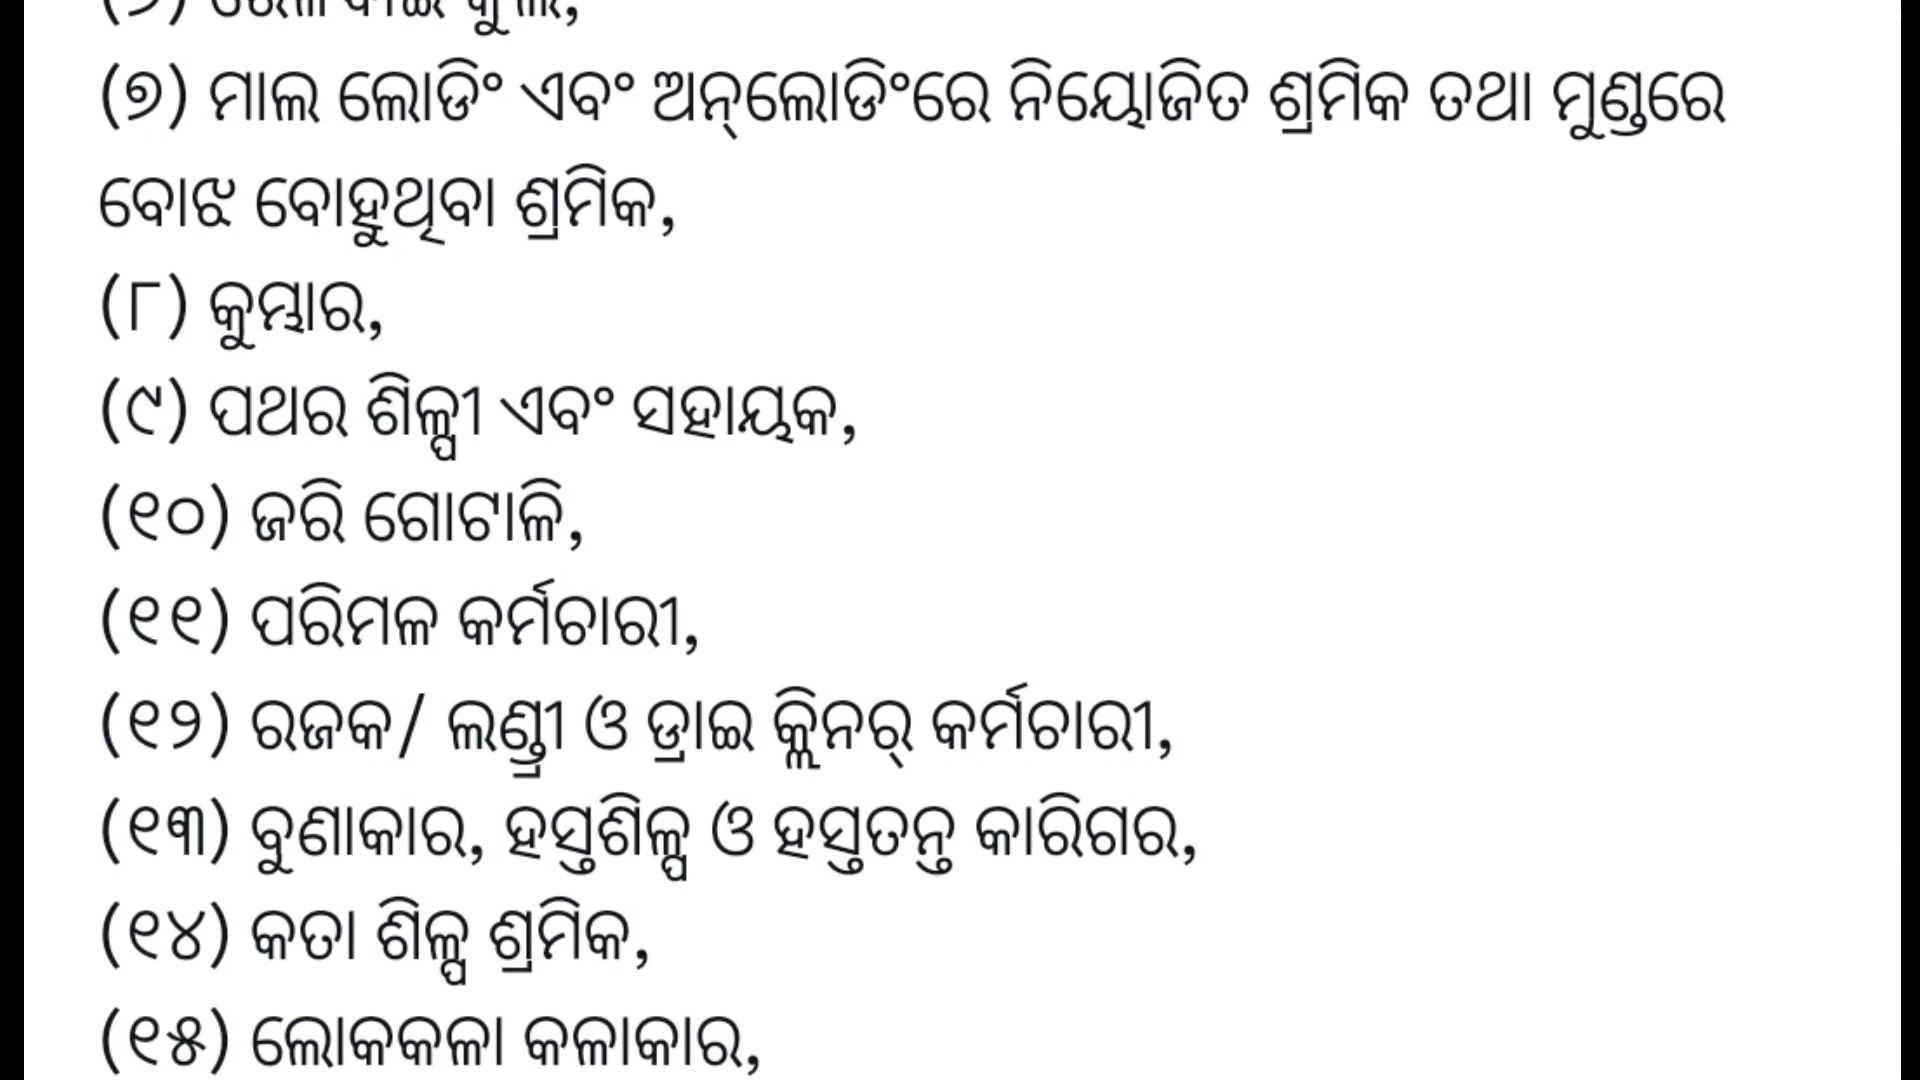 (୭) ମାଲ ଲୋଡିଂ ଏବଂ ଅନ୍‌ଲୋଡିଂରେ ନିୟୋଜିତ ଶ୍ରମିକ ତଥା ମୁଣ୍ଡରେ
ବୋଝ ବୋହୁଥିବା ଶ୍ରମିକ,
(୮) କୁମ୍ଭାର,
(୯) ପଥର ଶିଳ୍ପୀ ଏବଂ ସହାୟକ,
(୧୦) ଜରି ଗୋଟାଳି,
(୧୧) ପରିମଳ କର୍ମଚାରୀ,
(୧୨) ରଜକ/ ଲଣ୍ଡ୍ରୀ ଓ ଡ୍ରାଇ କ୍ଲିନର୍ କର୍ମଚାରୀ,
(୧୩) ବୁଣାକାର, ହସ୍ତଶିଳ୍ପ ଓ ହସ୍ତତନ୍ତ କାରିଗର,
(୧୪) କତା ଶିଳ୍ପ ଶ୍ରମିକ,
(୧୫) ଲୋକକଳା କଳାକାର,